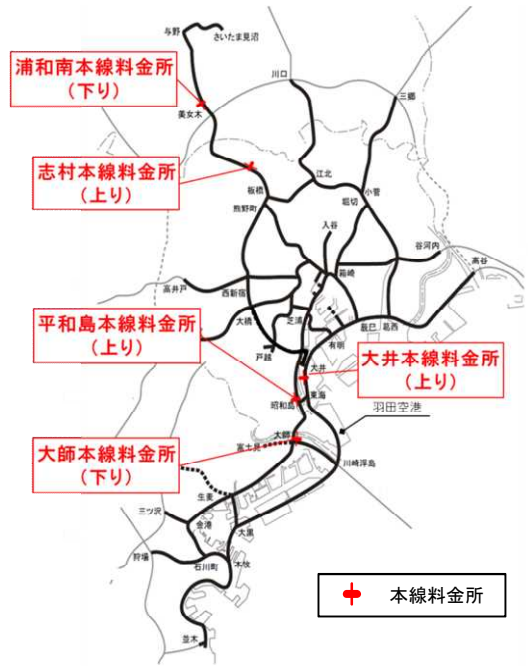 与野
さいたま見沼
浦和南本線料金所
(下り)
川口
三郷
美女木
志村本線料金所
(上り)
板橋
江北
小菅
熊野町
堀切
入谷
谷河内
高谷
高井戸
西新宿
箱崎
平和島本線料金所
(上り)
大橋
芝浦
辰巳
葛西
戸越
有明
大井
大井本線料金所
(上り)
東海
昭和島
羽田空港
大師
大師本線料金所
(下り)
富士見
川崎浮島
生麦
三ツ沢
金港
大黒
狩場
石川町
本牧
並木
本線料金所